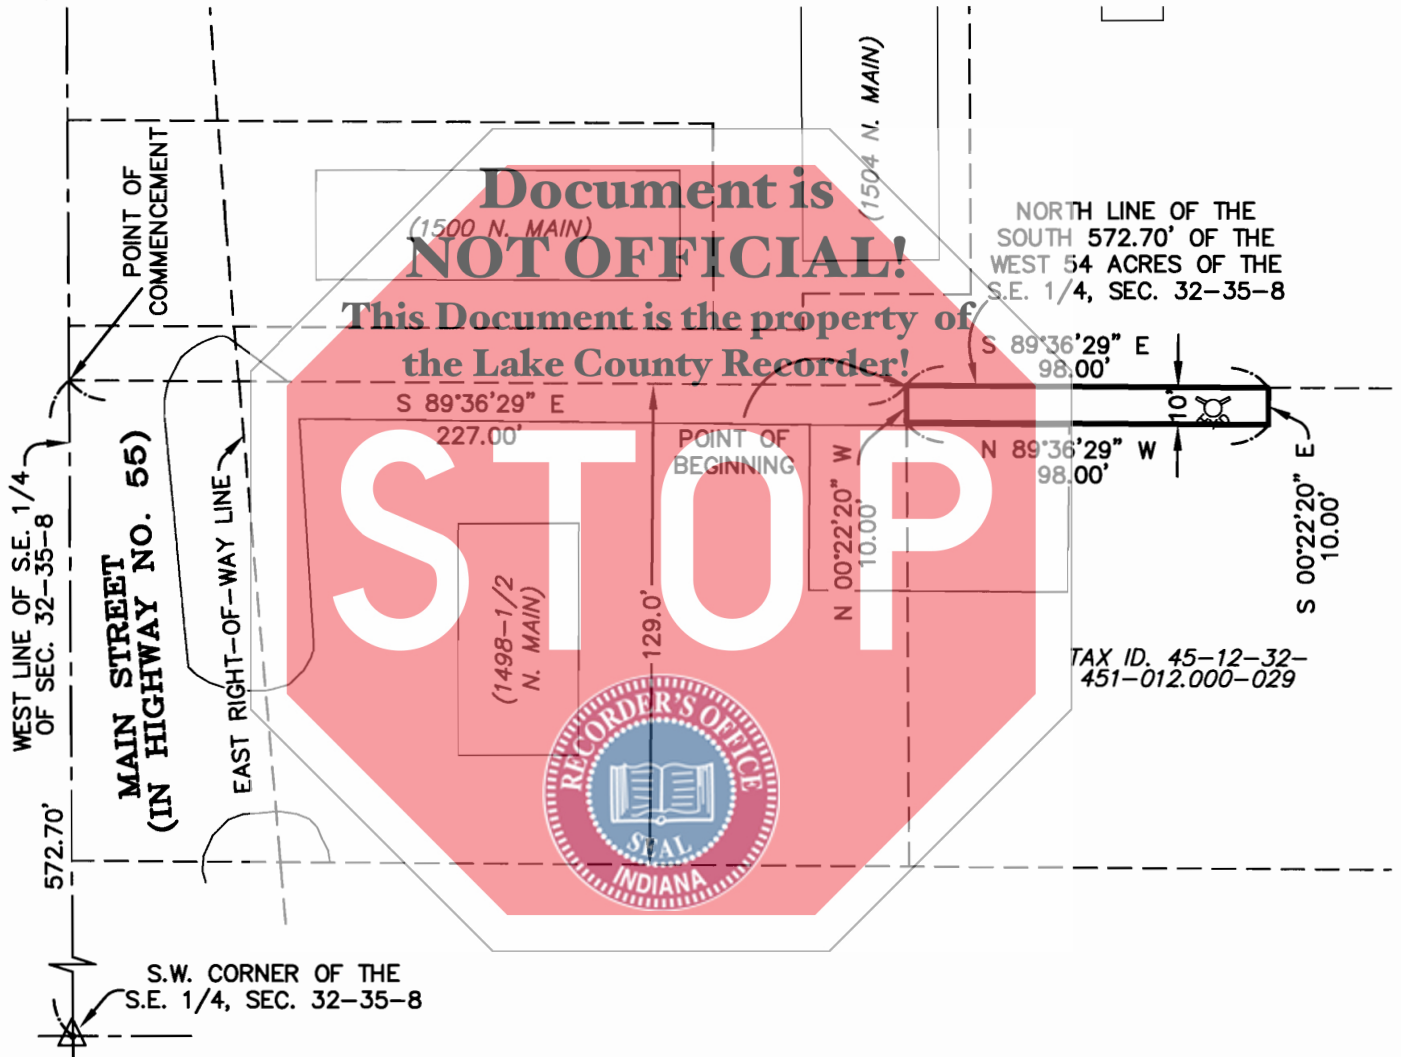 (1504 N. MAIN)
POINT OF
COMMENCEMENT
Document is
(1500 N. MAIN)
NOT OFFICIAL!
This Document is the property of
the Lake County Recorder!
NORTH LINE OF THE
SOUTH 572.70' OF THE
WEST 54 ACRES OF THE
S.E. 1/4, SEC. 32-35-8
S 89°36'29" E
98.00'
S 89°36'29" E
227.00'
10'
POINT OF
BEGINNING
N 89°36'29" W
98.00'
STOP
N 00°22'20" W
10.00'
S 00°22'20" E
10.00'
WEST LINE OF S.E. 1/4
OF SEC. 32-35-8
MAIN STREET
(IN HIGHWAY NO. 55)
EAST RIGHT-OF-WAY LINE
(1498-1/2
N. MAIN)
129.0'
TAX ID. 45-12-32-
451-012.000-029
RECORDER'S OFFICE
SEAL
INDIANA
572.70'
S.W. CORNER OF THE
S.E. 1/4, SEC. 32-35-8